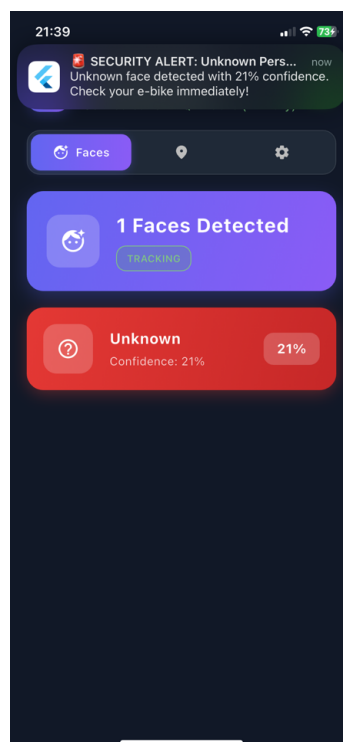 21:39
73
🚨 SECURITY ALERT: Unknown Pers... now
Unknown face detected with 21% confidence.
Check your e-bike immediately!
Faces
1 Faces Detected
TRACKING
Unknown
Confidence: 21%
21%